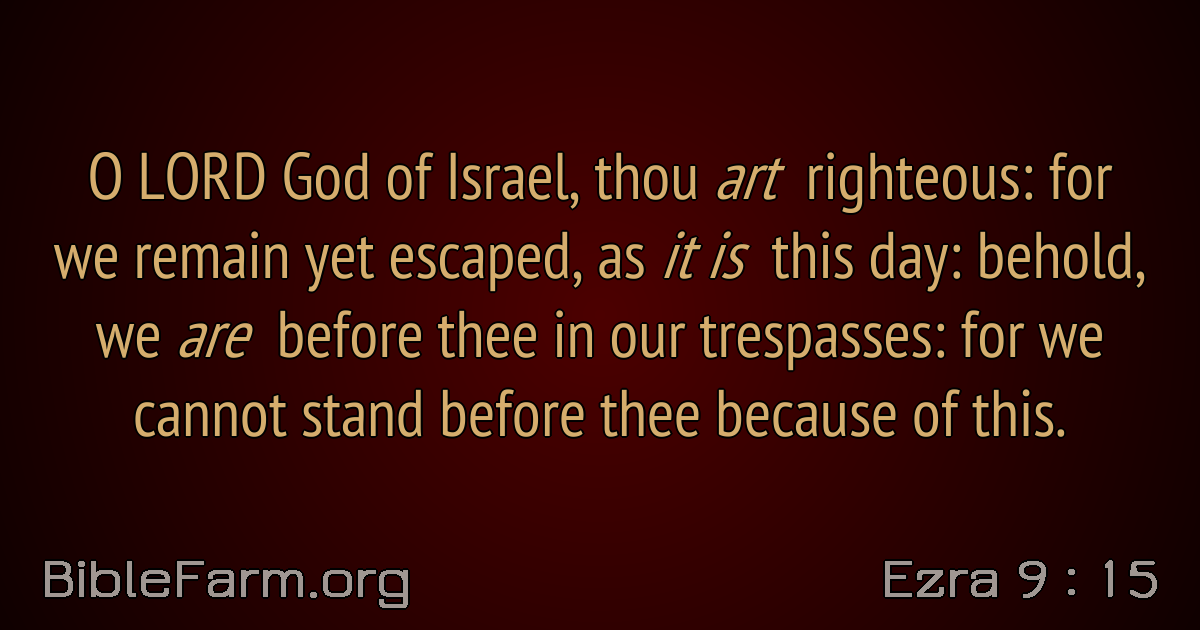 O LORD God of Israel, thou art righteous: for
we remain yet escaped, as it is this day: behold,
we are before thee in our trespasses: for we
cannot stand before thee because of this.
BibleFarm.org
Ezra 9 : 15